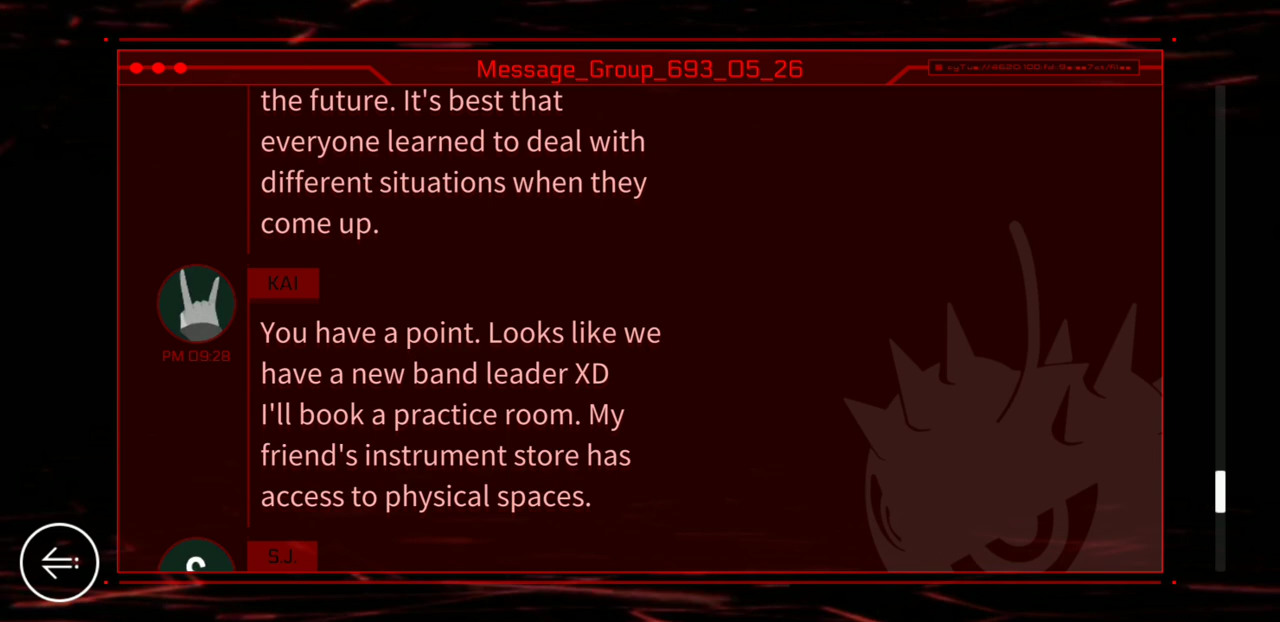 Message_Group_693_05_26
the future. It's best that
everyone learned to deal with
different situations when they
come up.
KAI
PM 09:28
You have a point. Looks like we
have a new band leader XD
I'll book a practice room. My
friend's instrument store has
access to physical spaces.
S.J.